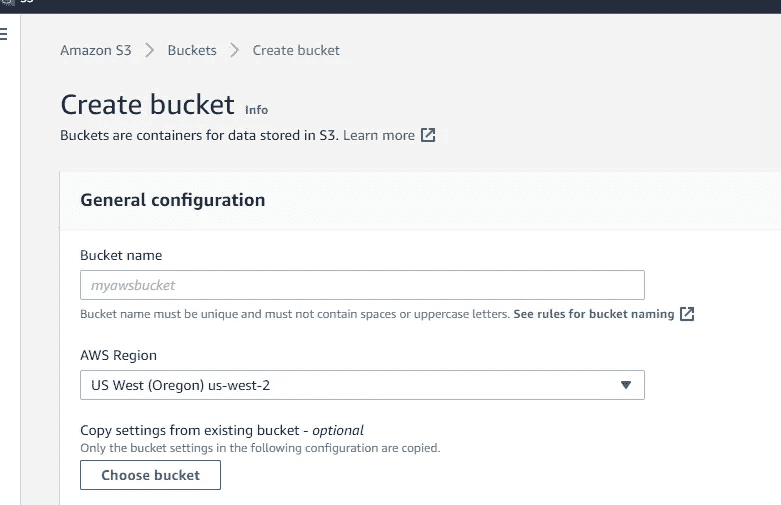 Amazon S3 > Buckets > Create bucket
Create bucket Info
Buckets are containers for data stored in S3. Learn more
General configuration
Bucket name
myawsbucket
Bucket name must be unique and must not contain spaces or uppercase letters. See rules for bucket naming
AWS Region
US West (Oregon) us-west-2
Copy settings from existing bucket - optional
Only the bucket settings in the following configuration are copied.
Choose bucket